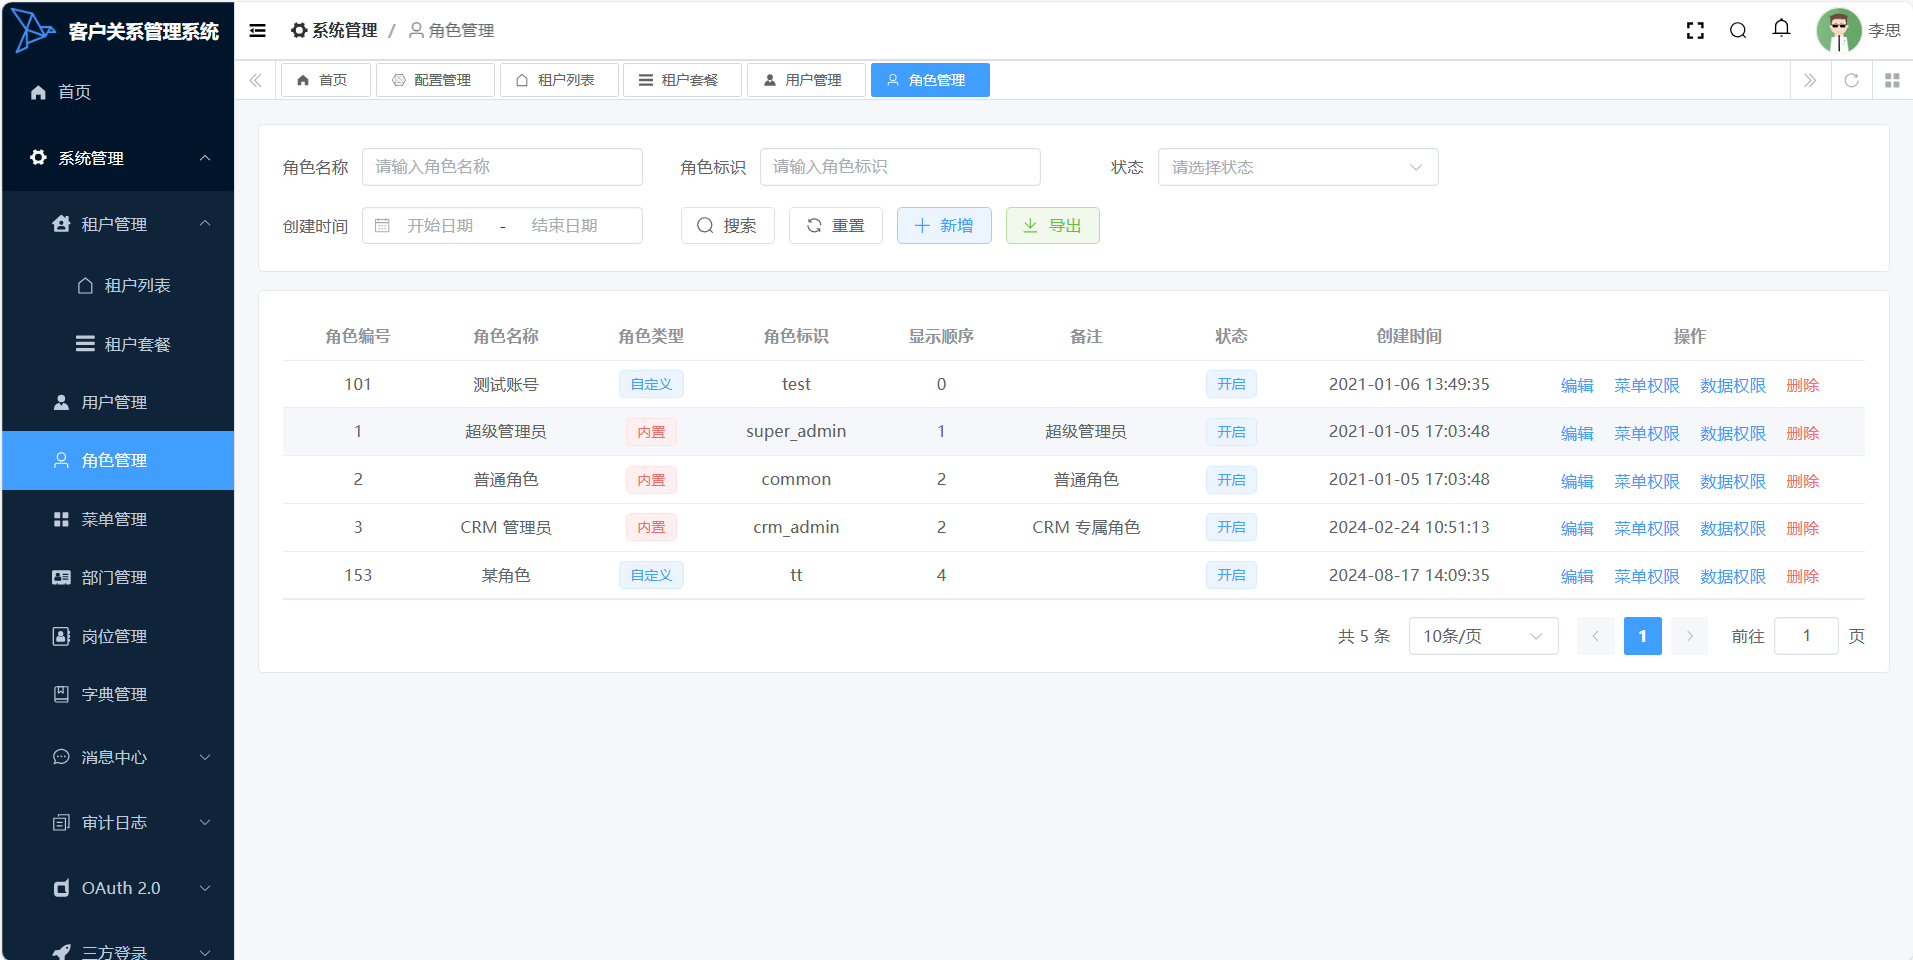 客户关系管理系统
首页
系统管理
租户管理
租户列表
租户套餐
用户管理
角色管理
菜单管理
部门管理
岗位管理
字典管理
消息中心
审计日志
OAuth 2.0
三方登录
系统管理 / 角色管理
李思
首页 配置管理 租户列表 租户套餐 用户管理 角色管理
角色名称 请输入角色名称 角色标识 请输入角色标识 状态 请选择状态
创建时间 开始日期 - 结束日期 搜索 重置 新增 导出
角色编号 角色名称 角色类型 角色标识 显示顺序 备注 状态 创建时间 操作
101 测试账号 自定义 test 0 开启 2021-01-06 13:49:35 编辑 菜单权限 数据权限 删除
1 超级管理员 内置 super_admin 1 超级管理员 开启 2021-01-05 17:03:48 编辑 菜单权限 数据权限 删除
2 普通角色 内置 common 2 普通角色 开启 2021-01-05 17:03:48 编辑 菜单权限 数据权限 删除
3 CRM 管理员 内置 crm_admin 2 CRM 专属角色 开启 2024-02-24 10:51:13 编辑 菜单权限 数据权限 删除
153 某角色 自定义 tt 4 开启 2024-08-17 14:09:35 编辑 菜单权限 数据权限 删除
共 5 条 10条/页 1 前往 1 页